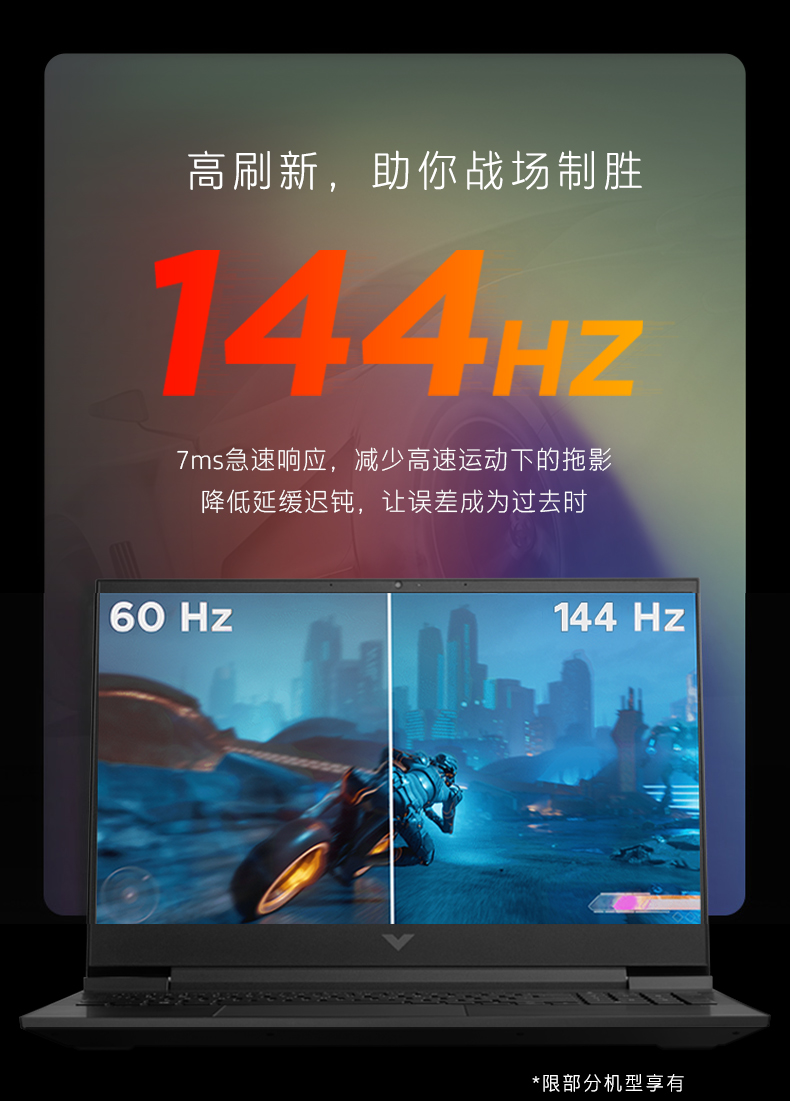 高刷新，助你战场制胜
144HZ
7ms急速响应，减少高速运动下的拖影
降低延缓迟钝，让误差成为过去时
60 Hz
144 Hz
*限部分机型享有